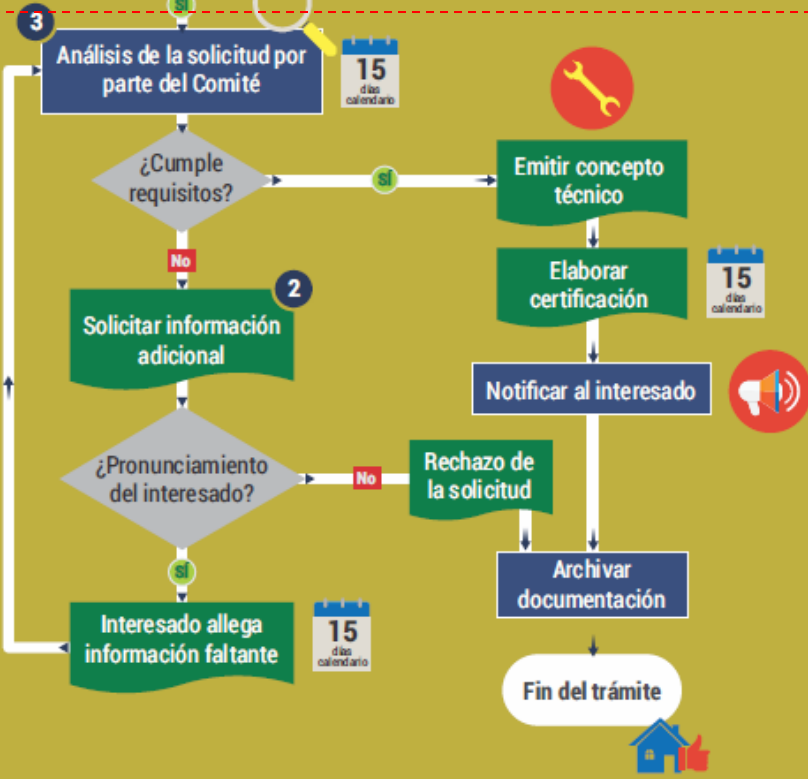 SÍ
3
Análisis de la solicitud por
parte del Comité
15
días
calendario
¿Cumple
requisitos?
SÍ
Emitir concepto
técnico
No
Elaborar
certificación
15
días
calendario
2
Solicitar información
adicional
Notificar al interesado
¿Pronunciamiento
del interesado?
No
Rechazo de
la solicitud
SÍ
Archivar
documentación
Interesado allega
información faltante
15
días
calendario
Fin del trámite